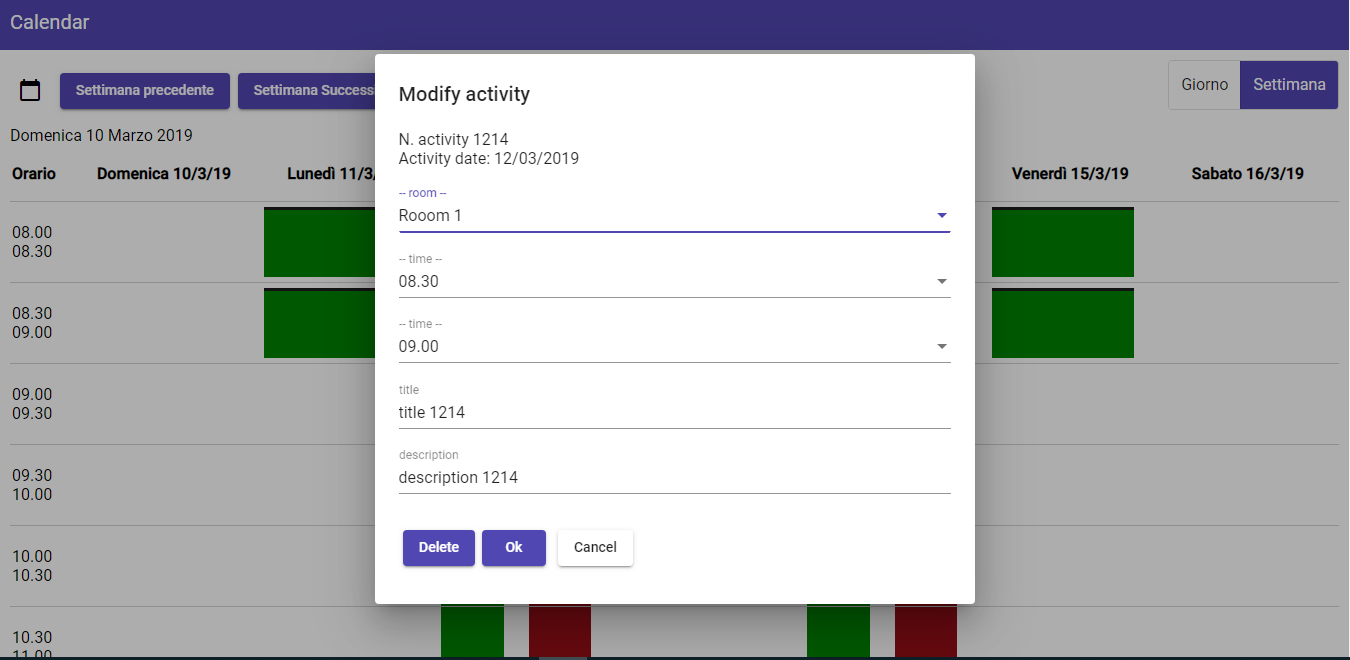 Calendar
Settimana precedente
Settimana Success
Giorno
Settimana
Domenica 10 Marzo 2019
Orario
Domenica 10/3/19
Lunedì 11/3/
Venerdì 15/3/19
Sabato 16/3/19
08.00
08.30
08.30
09.00
09.00
09.30
09.30
10.00
10.00
10.30
10.30
11.00
Modify activity
N. activity 1214
Activity date: 12/03/2019
-- room --
Rooom 1
-- time --
08.30
-- time --
09.00
title
title 1214
description
description 1214
Delete
Ok
Cancel